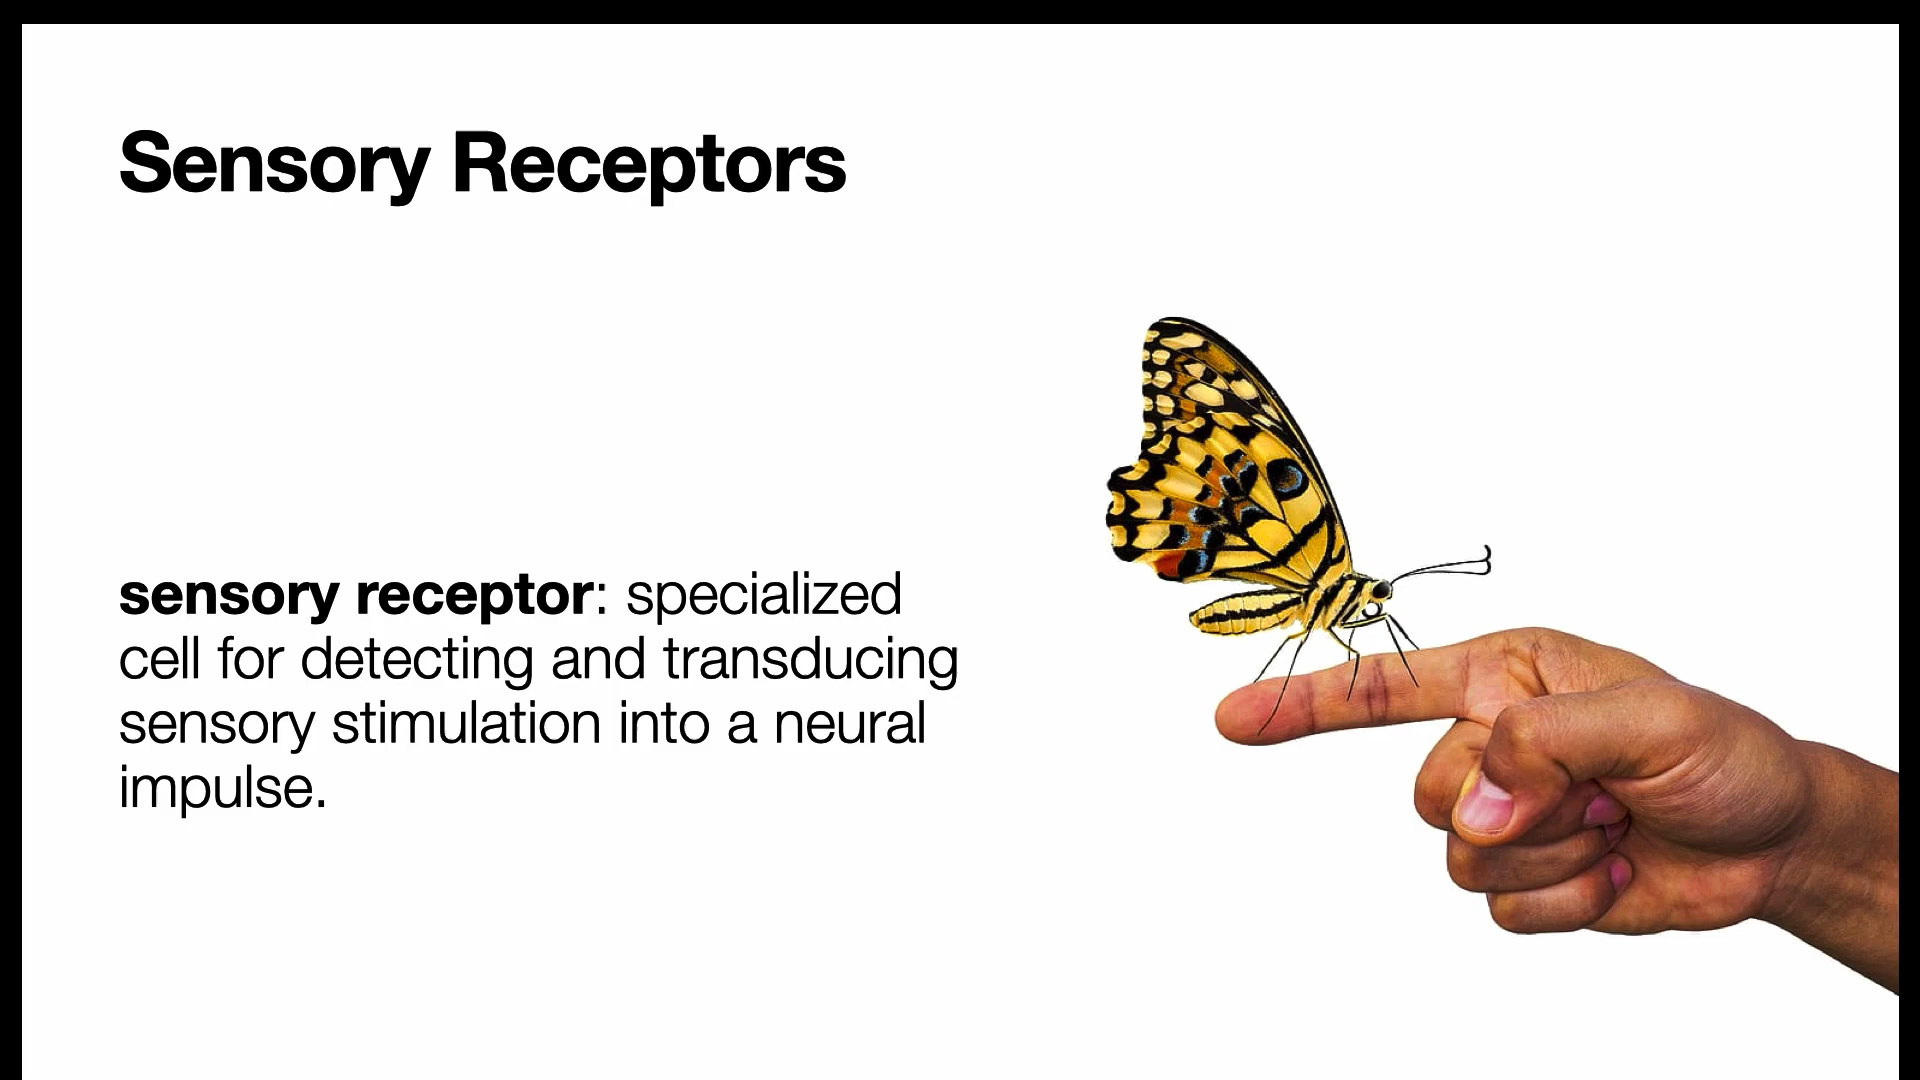 Sensory Receptors
sensory receptor: specialized
cell for detecting and transducing
sensory stimulation into a neural
impulse.